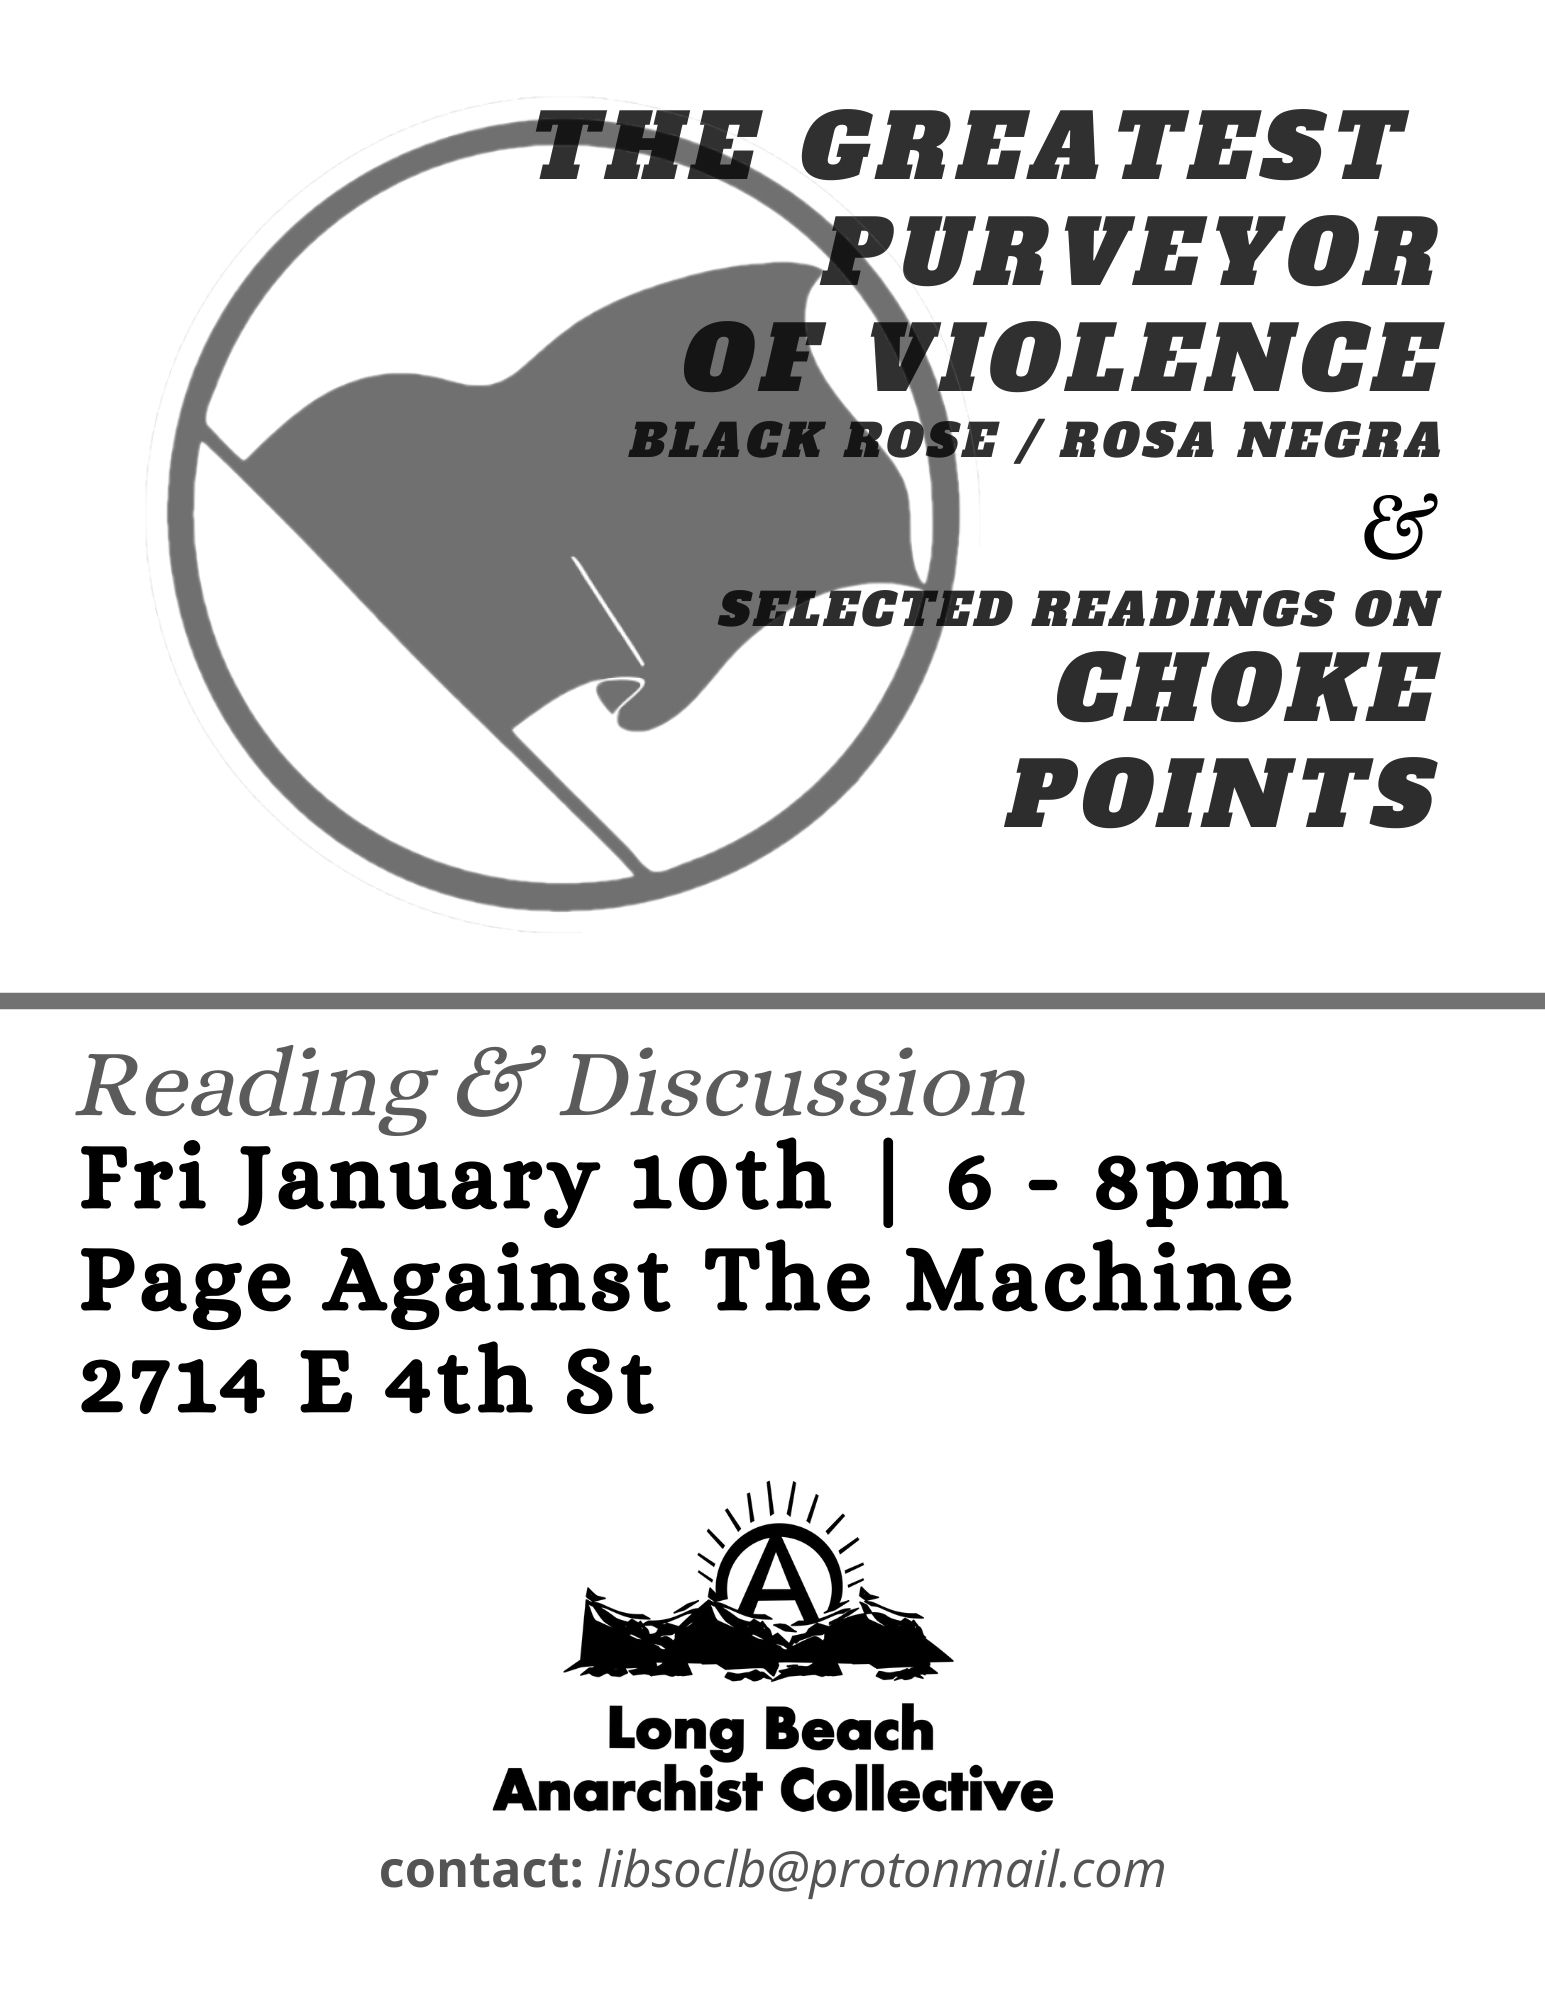 THE GREATEST
PURVEYOR
OF VIOLENCE
BLACK ROSE / ROSA NEGRA
&
SELECTED READINGS ON
CHOKE
POINTS
Reading & Discussion
Fri January 10th | 6 - 8pm
Page Against The Machine
2714 E 4th St
A
Long Beach
Anarchist Collective
contact: libsoclb@protonmail.com